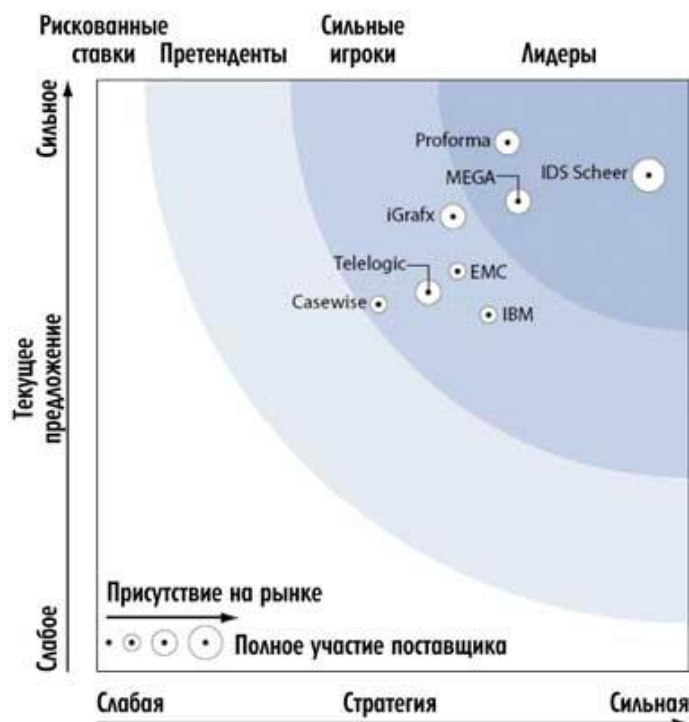 Рискованные
ставки
Претенденты
Сильные
игроки
Лидеры
Сильное
Текущее
предложение
Слабое
Proforma
IDS Scheer
MEGA
iGrafx
Telelogic
EMC
Casewise
IBM
Присутствие на рынке
Полное участие поставщика
Слабая
Стратегия
Сильная